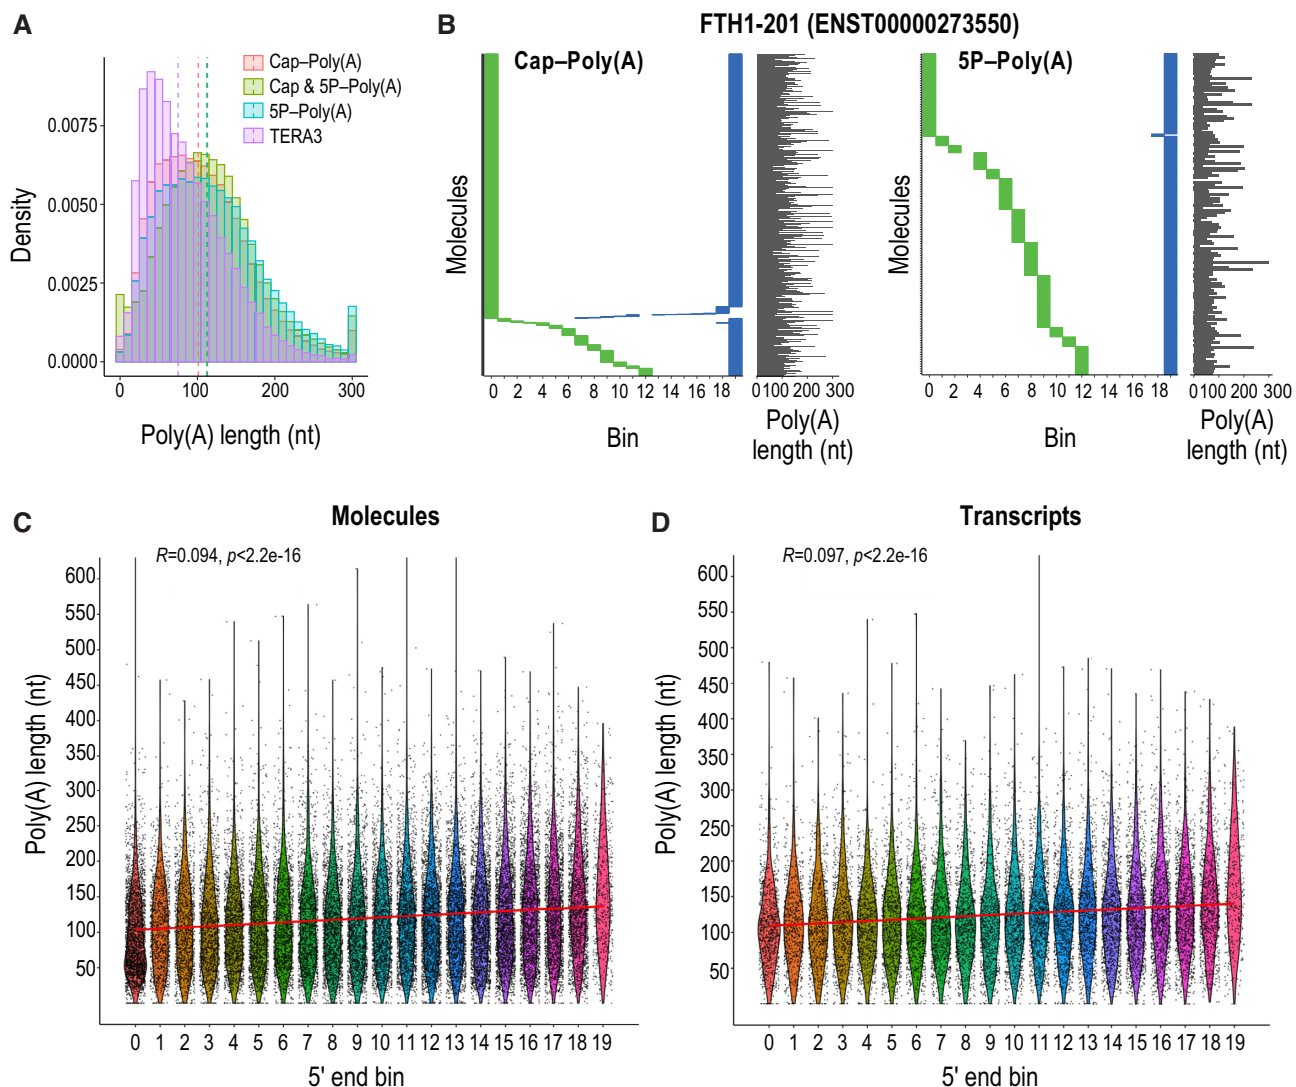 A
Cap–Poly(A)
Cap & 5P–Poly(A)
5P–Poly(A)
TERA3
0.0075
0.0050
0.0025
0.0000
Density
0 100 200 300
Poly(A) length (nt)
B
FTH1-201 (ENST00000273550)
Cap–Poly(A)
Molecules
0 2 4 6 8 10 12 14 16 18
Bin
0 100 200 300
Poly(A)
length (nt)
5P–Poly(A)
Molecules
0 2 4 6 8 10 12 14 16 18
Bin
0 100 200 300
Poly(A)
length (nt)
C
Molecules
R=0.094, p<2.2e-16
600
550
500
450
400
350
300
250
200
150
100
50
Poly(A) length (nt)
0 1 2 3 4 5 6 7 8 9 10 11 12 13 14 15 16 17 18 19
5' end bin
D
Transcripts
R=0.097, p<2.2e-16
600
550
500
450
400
350
300
250
200
150
100
50
Poly(A) length (nt)
0 1 2 3 4 5 6 7 8 9 10 11 12 13 14 15 16 17 18 19
5' end bin